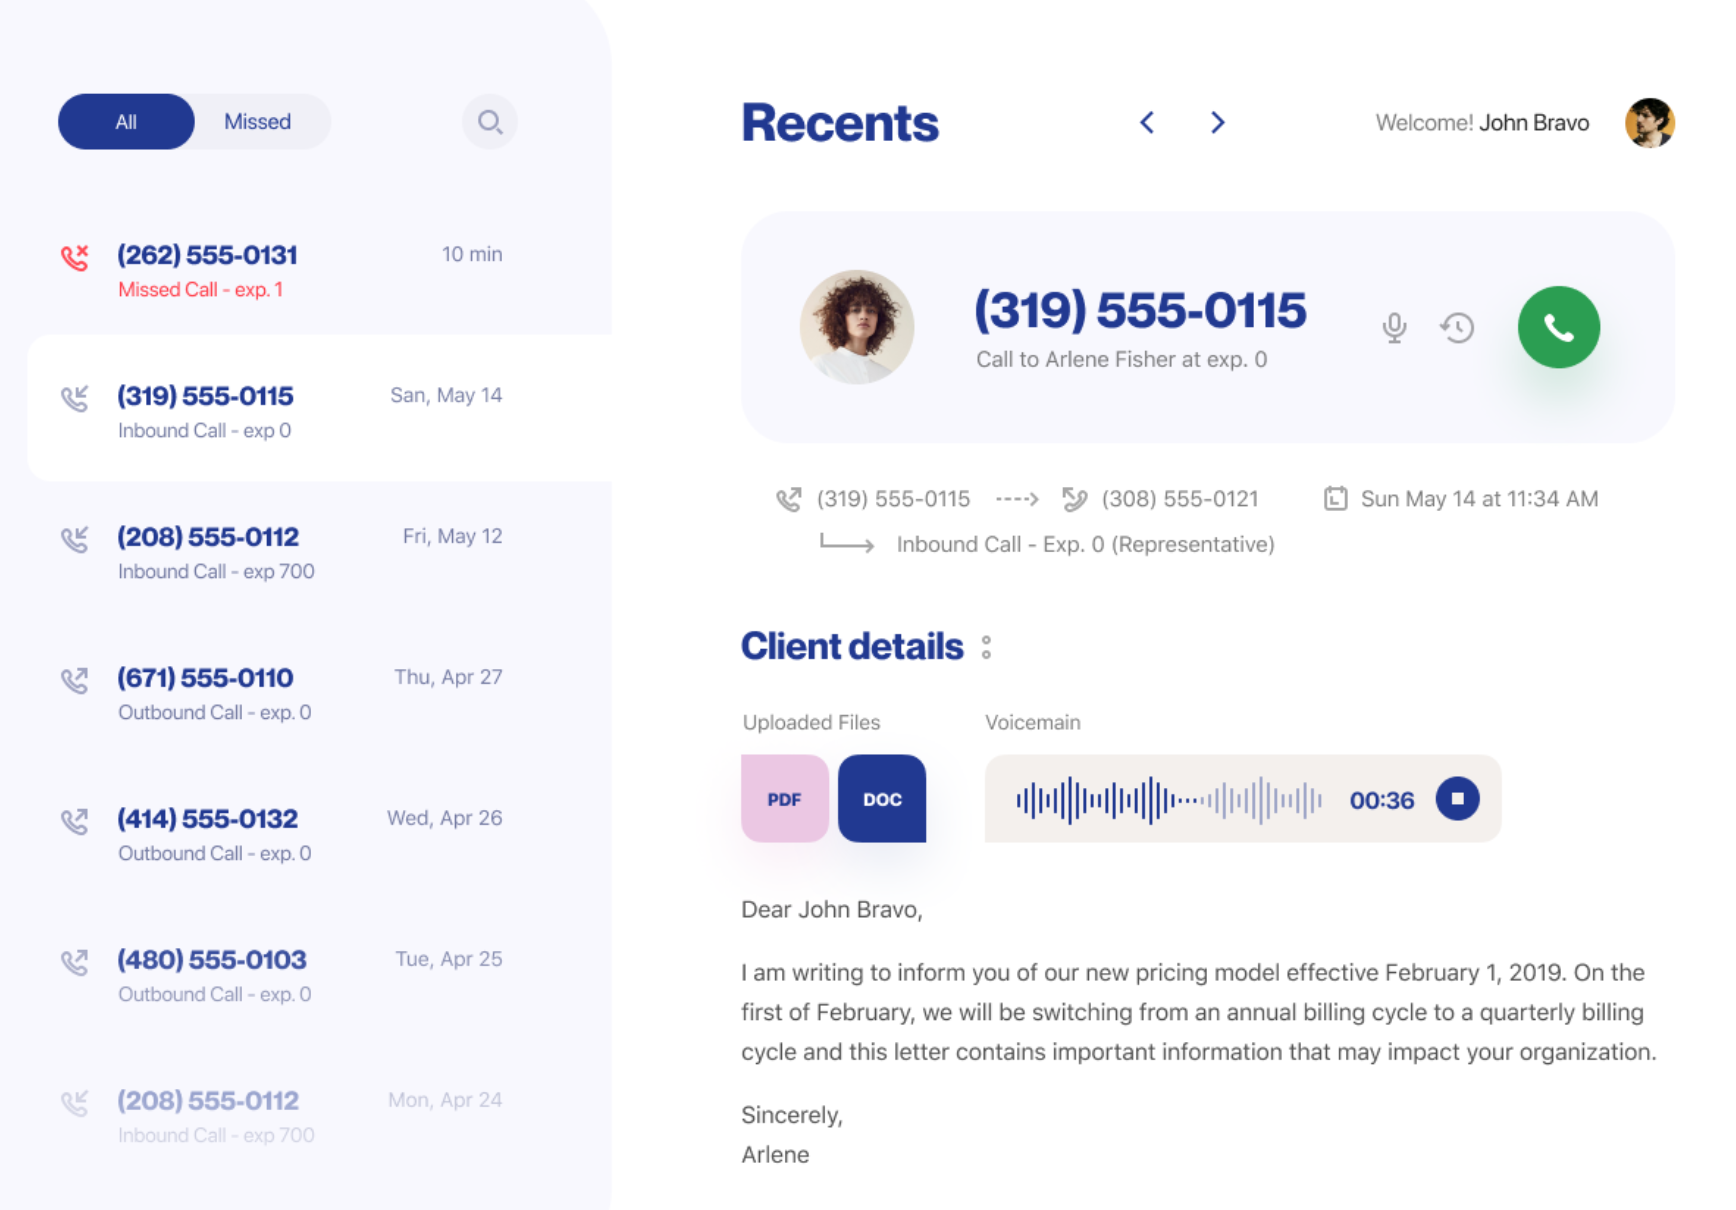 All
Missed
(262) 555-0131
10 min
Missed Call - exp. 1
(319) 555-0115
San, May 14
Inbound Call - exp 0
(208) 555-0112
Fri, May 12
Inbound Call - exp 700
(671) 555-0110
Thu, Apr 27
Outbound Call - exp. 0
(414) 555-0132
Wed, Apr 26
Outbound Call - exp. 0
(480) 555-0103
Tue, Apr 25
Outbound Call - exp. 0
(208) 555-0112
Mon, Apr 24
Inbound Call - exp 700
Recents
Welcome! John Bravo
(319) 555-0115
Call to Arlene Fisher at exp. 0
(319) 555-0115
(308) 555-0121
Sun May 14 at 11:34 AM
Inbound Call - Exp. 0 (Representative)
Client details
Uploaded Files
Voicemain
PDF
DOC
00:36
Dear John Bravo,
I am writing to inform you of our new pricing model effective February 1, 2019. On the
first of February, we will be switching from an annual billing cycle to a quarterly billing
cycle and this letter contains important information that may impact your organization.
Sincerely,
Arlene